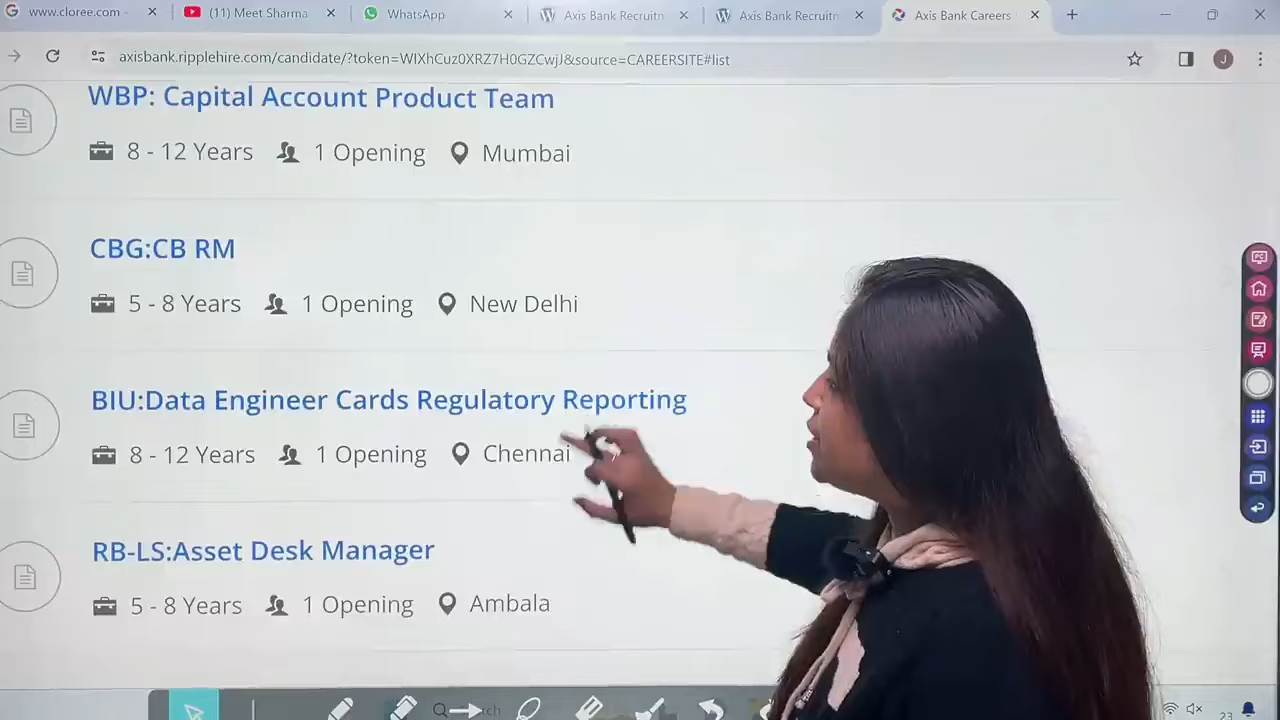 www.cloree.com -
(11) Meet Sharma
WhatsApp
Axis Bank Recruitn
Axis Bank Recruitn
Axis Bank Careers
axisbank.ripplehire.com/candidate/?token=WIXhCuz0XRZ7H0GZCwjJ&source=CAREERSITE#list
J
WBP: Capital Account Product Team
8 - 12 Years 1 Opening Mumbai
CBG:CB RM
5 - 8 Years 1 Opening New Delhi
BIU:Data Engineer Cards Regulatory Reporting
8 - 12 Years 1 Opening Chennai
RB-LS:Asset Desk Manager
5 - 8 Years 1 Opening Ambala